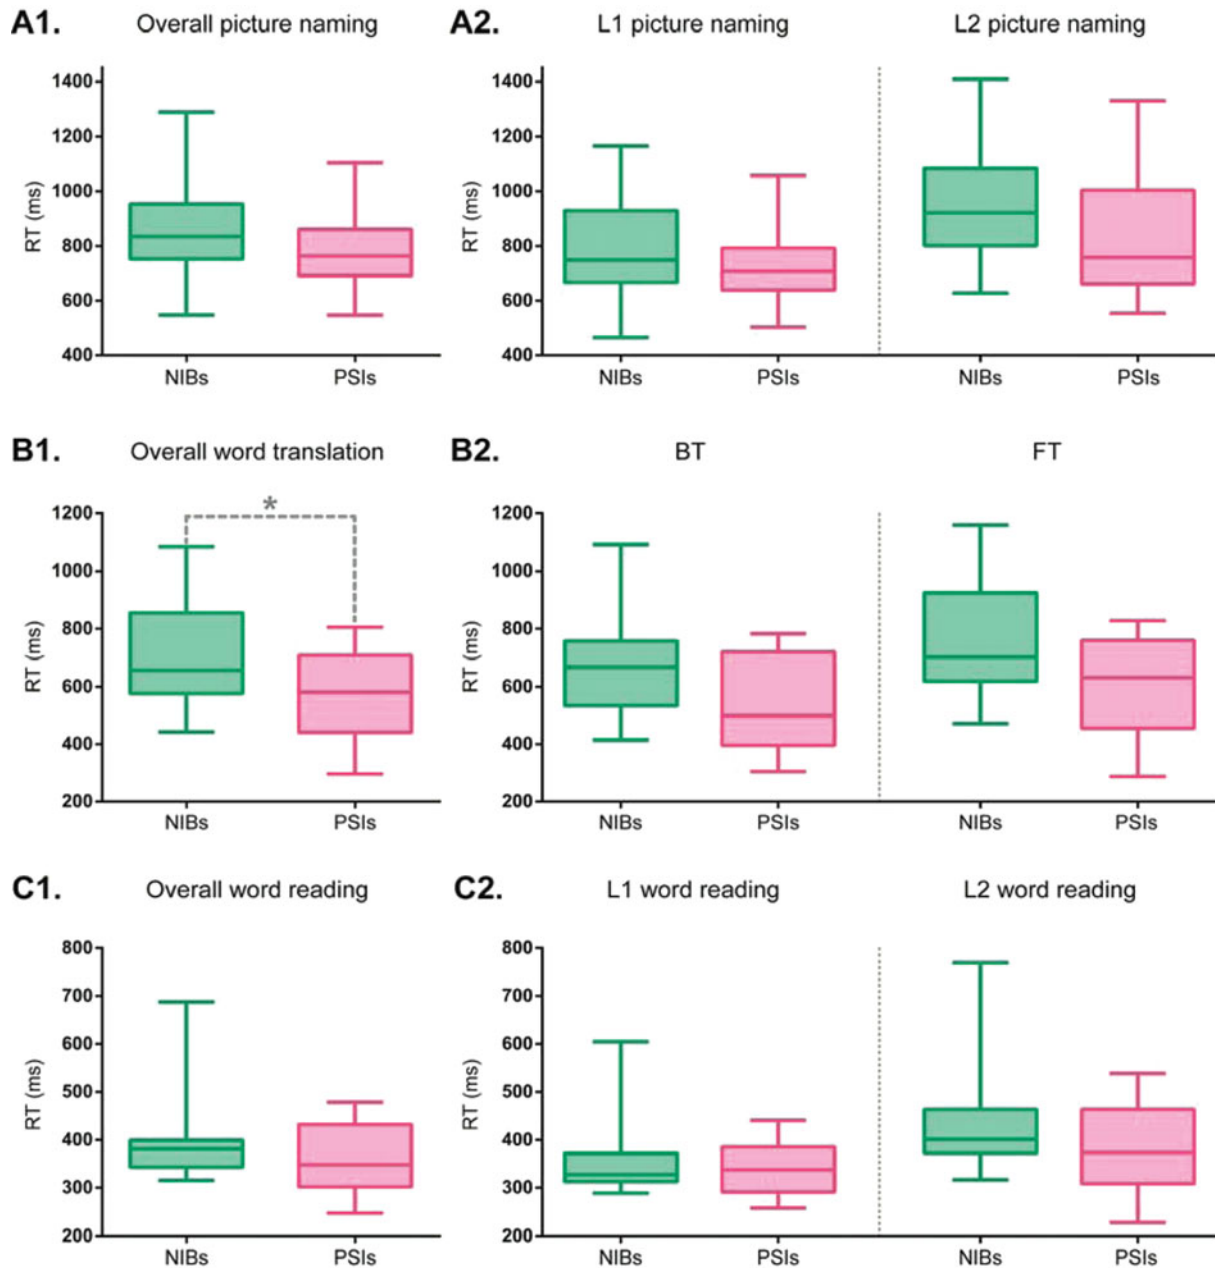 A1. Overall picture naming
A2. L1 picture naming L2 picture naming
RT (ms)
1400
1200
1000
800
600
400
NIBs PSIs
RT (ms)
1400
1200
1000
800
600
400
NIBs PSIs NIBs PSIs
B1. Overall word translation
B2. BT FT
RT (ms)
1200
1000
800
600
400
200
*
NIBs PSIs
RT (ms)
1200
1000
800
600
400
200
NIBs PSIs NIBs PSIs
C1. Overall word reading
C2. L1 word reading L2 word reading
RT (ms)
800
700
600
500
400
300
200
NIBs PSIs
RT (ms)
800
700
600
500
400
300
200
NIBs PSIs NIBs PSIs